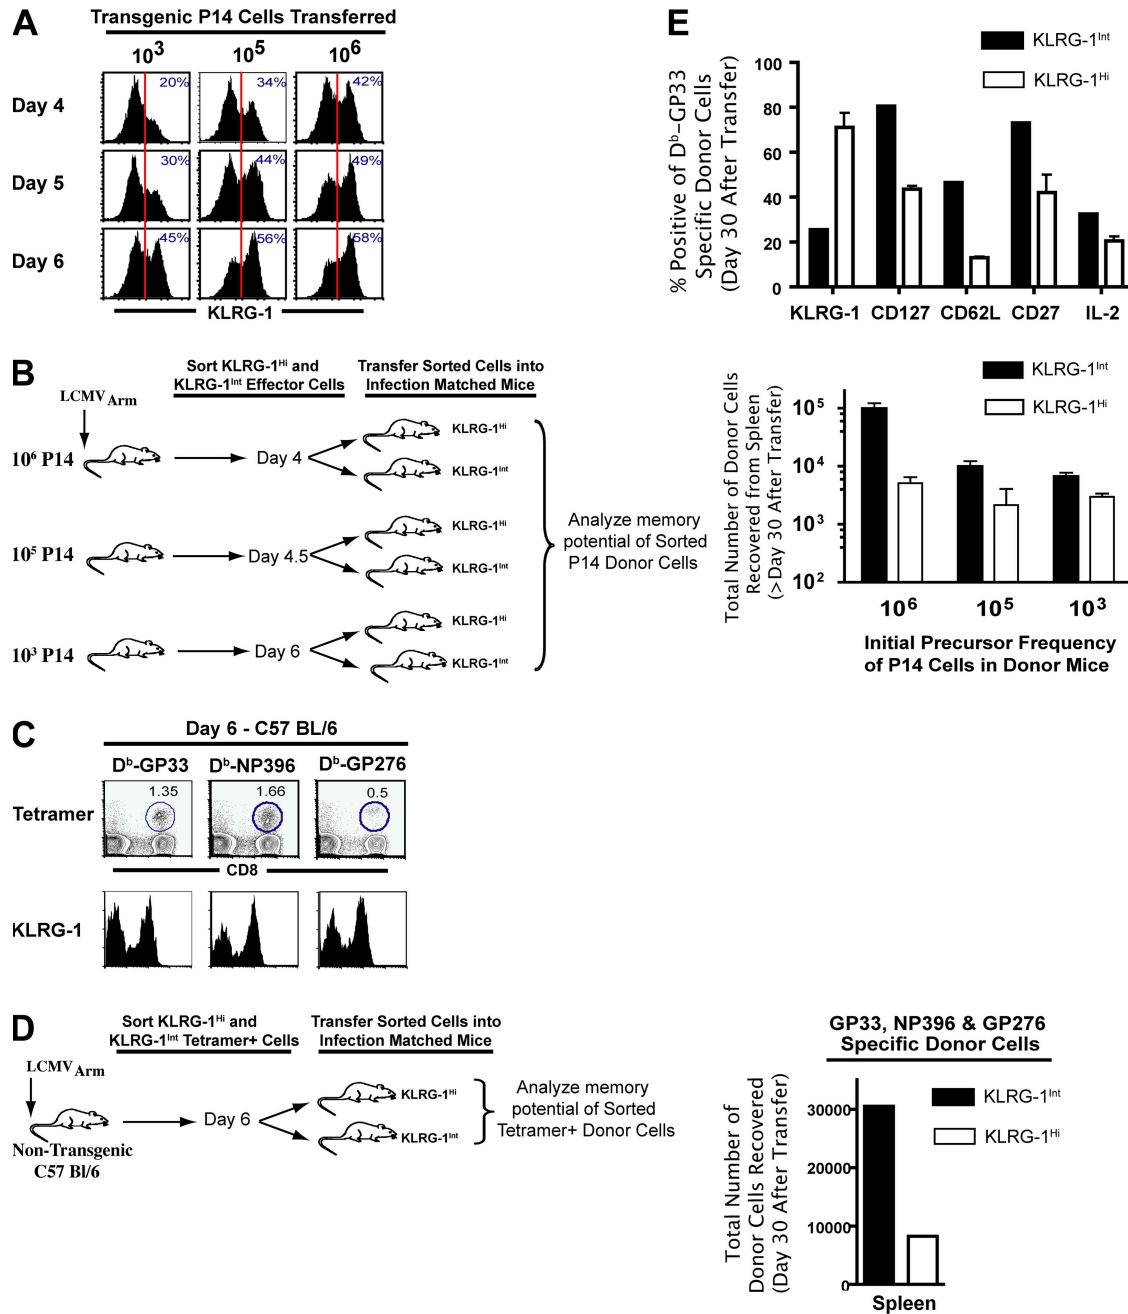 A
Transgenic P14 Cells Transferred
10³ 10⁵ 10⁶
Day 4
20% 34% 42%
Day 5
30% 44% 49%
Day 6
45% 56% 58%
KLRG-1
E
KLRG-1Int
KLRG-1Hi
% Positive of Dᵇ-GP33
Specific Donor Cells
(Day 30 After Transfer)
100
80
60
40
20
0
KLRG-1 CD127 CD62L CD27 IL-2
B
Sort KLRG-1Hi and
KLRG-1Int Effector Cells
Transfer Sorted Cells into
Infection Matched Mice
LCMVArm
10⁶ P14
Day 4
KLRG-1Hi
KLRG-1Int
10⁵ P14
Day 4.5
KLRG-1Hi
KLRG-1Int
10³ P14
Day 6
KLRG-1Hi
KLRG-1Int
Analyze memory
potential of Sorted
P14 Donor Cells
KLRG-1Int
KLRG-1Hi
Total Number of Donor Cells
Recovered from Spleen
(>Day 30 After Transfer)
10⁵
10⁴
10³
10²
10⁶ 10⁵ 10³
Initial Precursor Frequency
of P14 Cells in Donor Mice
C
Day 6 - C57 BL/6
Dᵇ-GP33 Dᵇ-NP396 Dᵇ-GP276
Tetramer
1.35 1.66 0.5
CD8
KLRG-1
D
Sort KLRG-1Hi and
KLRG-1Int Tetramer+ Cells
Transfer Sorted Cells into
Infection Matched Mice
LCMVArm
Non-Transgenic
C57 Bl/6
Day 6
KLRG-1Hi
KLRG-1Int
Analyze memory
potential of Sorted
Tetramer+ Donor Cells
GP33, NP396 & GP276
Specific Donor Cells
KLRG-1Int
KLRG-1Hi
Total Number of
Donor Cells Recovered
(Day 30 After Transfer)
30000
20000
10000
0
Spleen